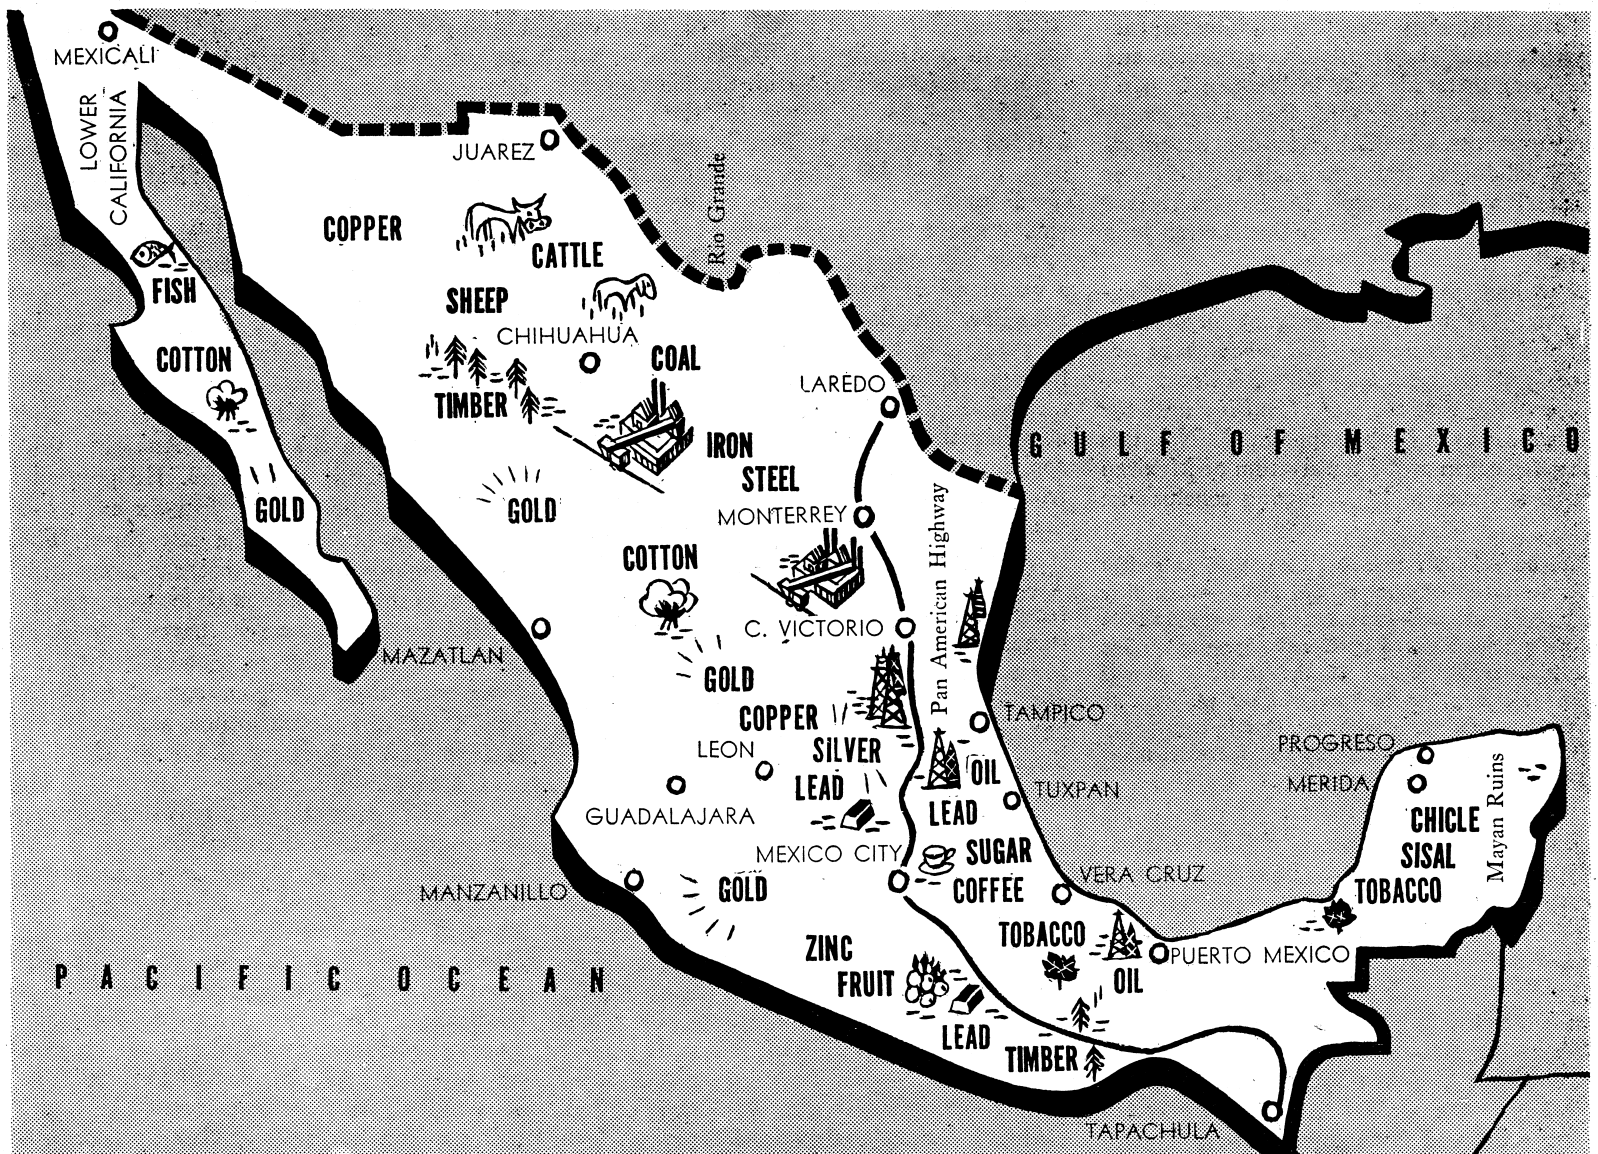 MEXICALI
LOWER
CALIFORNIA
JUAREZ
Rio Grande
COPPER
CATTLE
FISH
SHEEP
CHIHUAHUA
COTTON
COAL
LAREDO
TIMBER
IRON
STEEL
GULF OF MEXICO
GOLD
GOLD
MONTERREY
Pan American Highway
COTTON
C. VICTORIO
MAZATLAN
GOLD
COPPER
TAMPICO
SILVER
LEON
PROGRESO
OIL
LEAD
MERIDA
TUXPAN
Mayan Ruins
GUADALAJARA
LEAD
CHICLE
MEXICO CITY
SUGAR
SISAL
VERA CRUZ
MANZANILLO
GOLD
COFFEE
TOBACCO
TOBACCO
ZINC
PUERTO MEXICO
PACIFIC OCEAN
FRUIT
OIL
LEAD
TIMBER
TAPACHULA